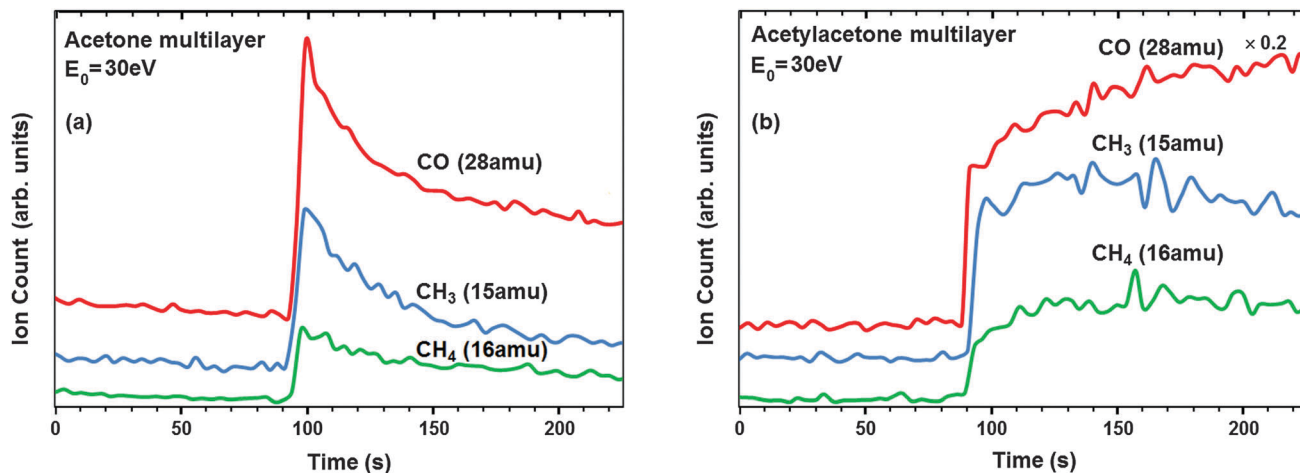 Acetone multilayer
E₀=30eV
(a)
CO (28amu)
CH₃ (15amu)
CH₄ (16amu)
Ion Count (arb. units)
0 50 100 150 200
Time (s)
Acetylacetone multilayer
E₀=30eV
CO (28amu) × 0.2
(b)
CH₃ (15amu)
CH₄ (16amu)
Ion Count (arb. units)
0 50 100 150 200
Time (s)